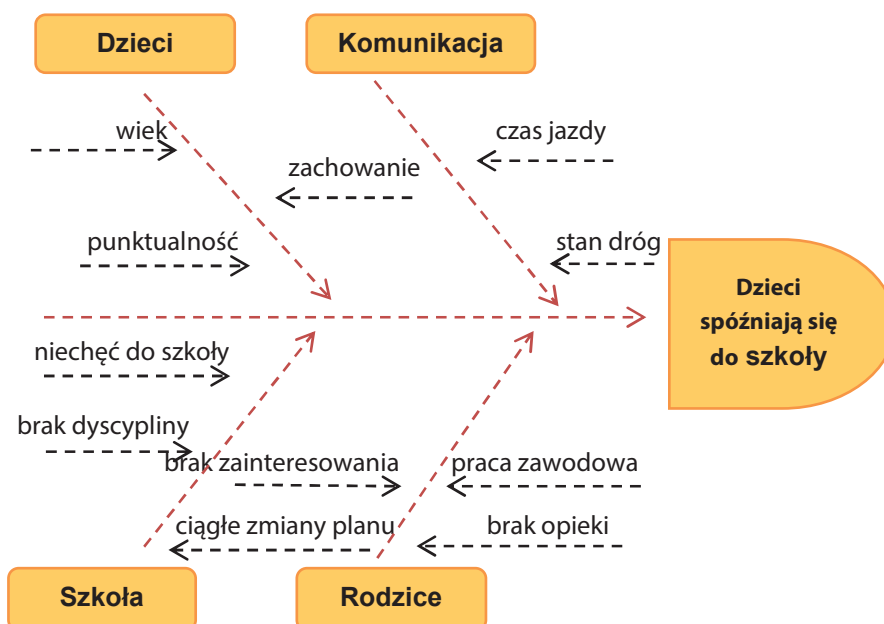 Dzieci
Komunikacja
wiek
czas jazdy
zachowanie
punktualność
stan dróg
Dzieci
spóźniają się
do szkoły
niechęć do szkoły
brak dyscypliny
brak zainteresowania
praca zawodowa
ciągłe zmiany planu
brak opieki
Szkoła
Rodzice